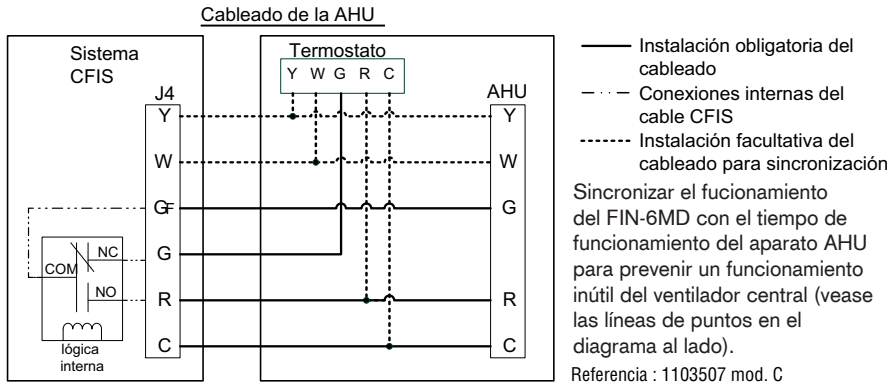 Cableado de la AHU
Sistema
CFIS
J4
Y
W
GF
G
R
C
NC
COM
NO
lógica
interna
Termostato
Y W G R C
AHU
Y
W
G
R
C
Instalación obligatoria del
cableado
Conexiones internas del
cable CFIS
Instalación facultativa del
cableado para sincronización
Sincronizar el fucionamiento
del FIN-6MD con el tiempo de
funcionamiento del aparato AHU
para prevenir un funcionamiento
inútil del ventilador central (vease
las líneas de puntos en el
diagrama al lado).
Referencia : 1103507 mod. C